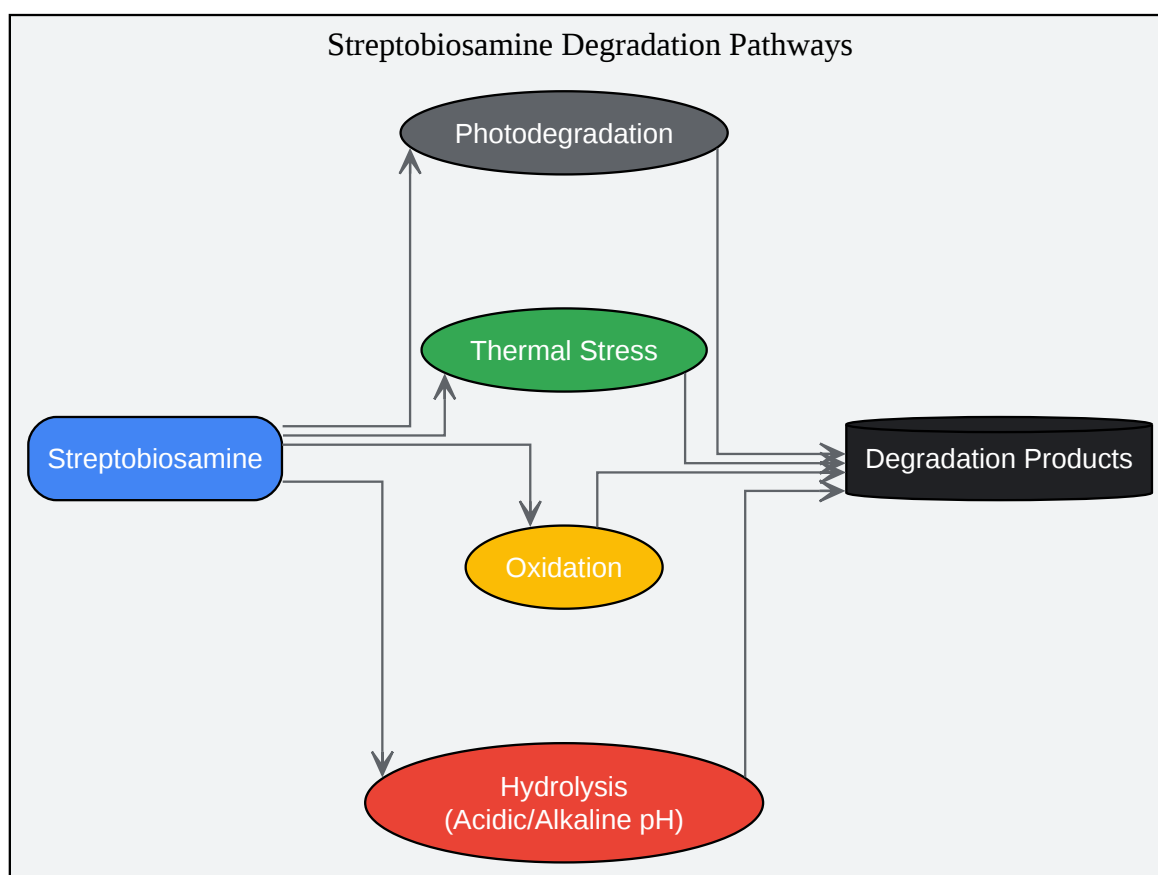 Streptobiosamine Degradation Pathways
Photodegradation
Thermal Stress
Streptobiosamine
Degradation Products
Oxidation
Hydrolysis
(Acidic/Alkaline pH)